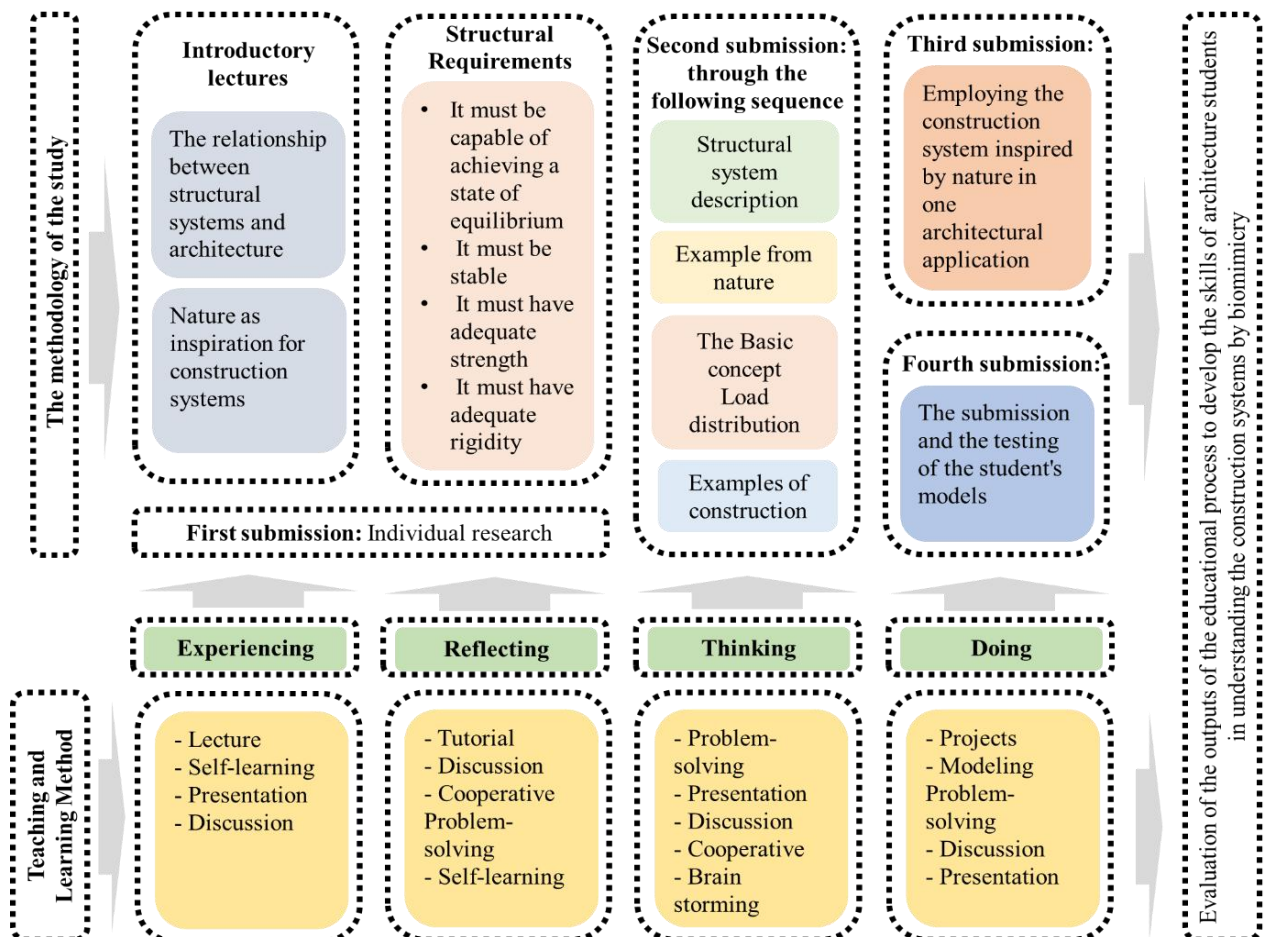 The methodology of the study
Introductory
lectures
The relationship
between
structural
systems and
architecture
Nature as
inspiration for
construction
systems
Structural
Requirements
• It must be
capable of
achieving a
state of
equilibrium
• It must be
stable
• It must have
adequate
strength
• It must have
adequate
rigidity
First submission: Individual research
Second submission:
through the
following sequence
Structural
system
description
Example from
nature
The Basic
concept
Load
distribution
Examples of
construction
Third submission:
Employing the
construction
system inspired
by nature in
one
architectural
application
Fourth submission:
The submission
and the testing
of the student's
models
Experiencing
Reflecting
Thinking
Doing
Teaching and
Learning Method
- Lecture
- Self-learning
- Presentation
- Discussion
- Tutorial
- Discussion
- Cooperative
Problem-
solving
- Self-learning
- Problem-
solving
- Presentation
- Discussion
- Cooperative
- Brain
storming
- Projects
- Modeling
Problem-
solving
- Discussion
- Presentation
Evaluation of the outputs of the educational process to develop the skills of architecture students
in understanding the construction systems by biomimicry